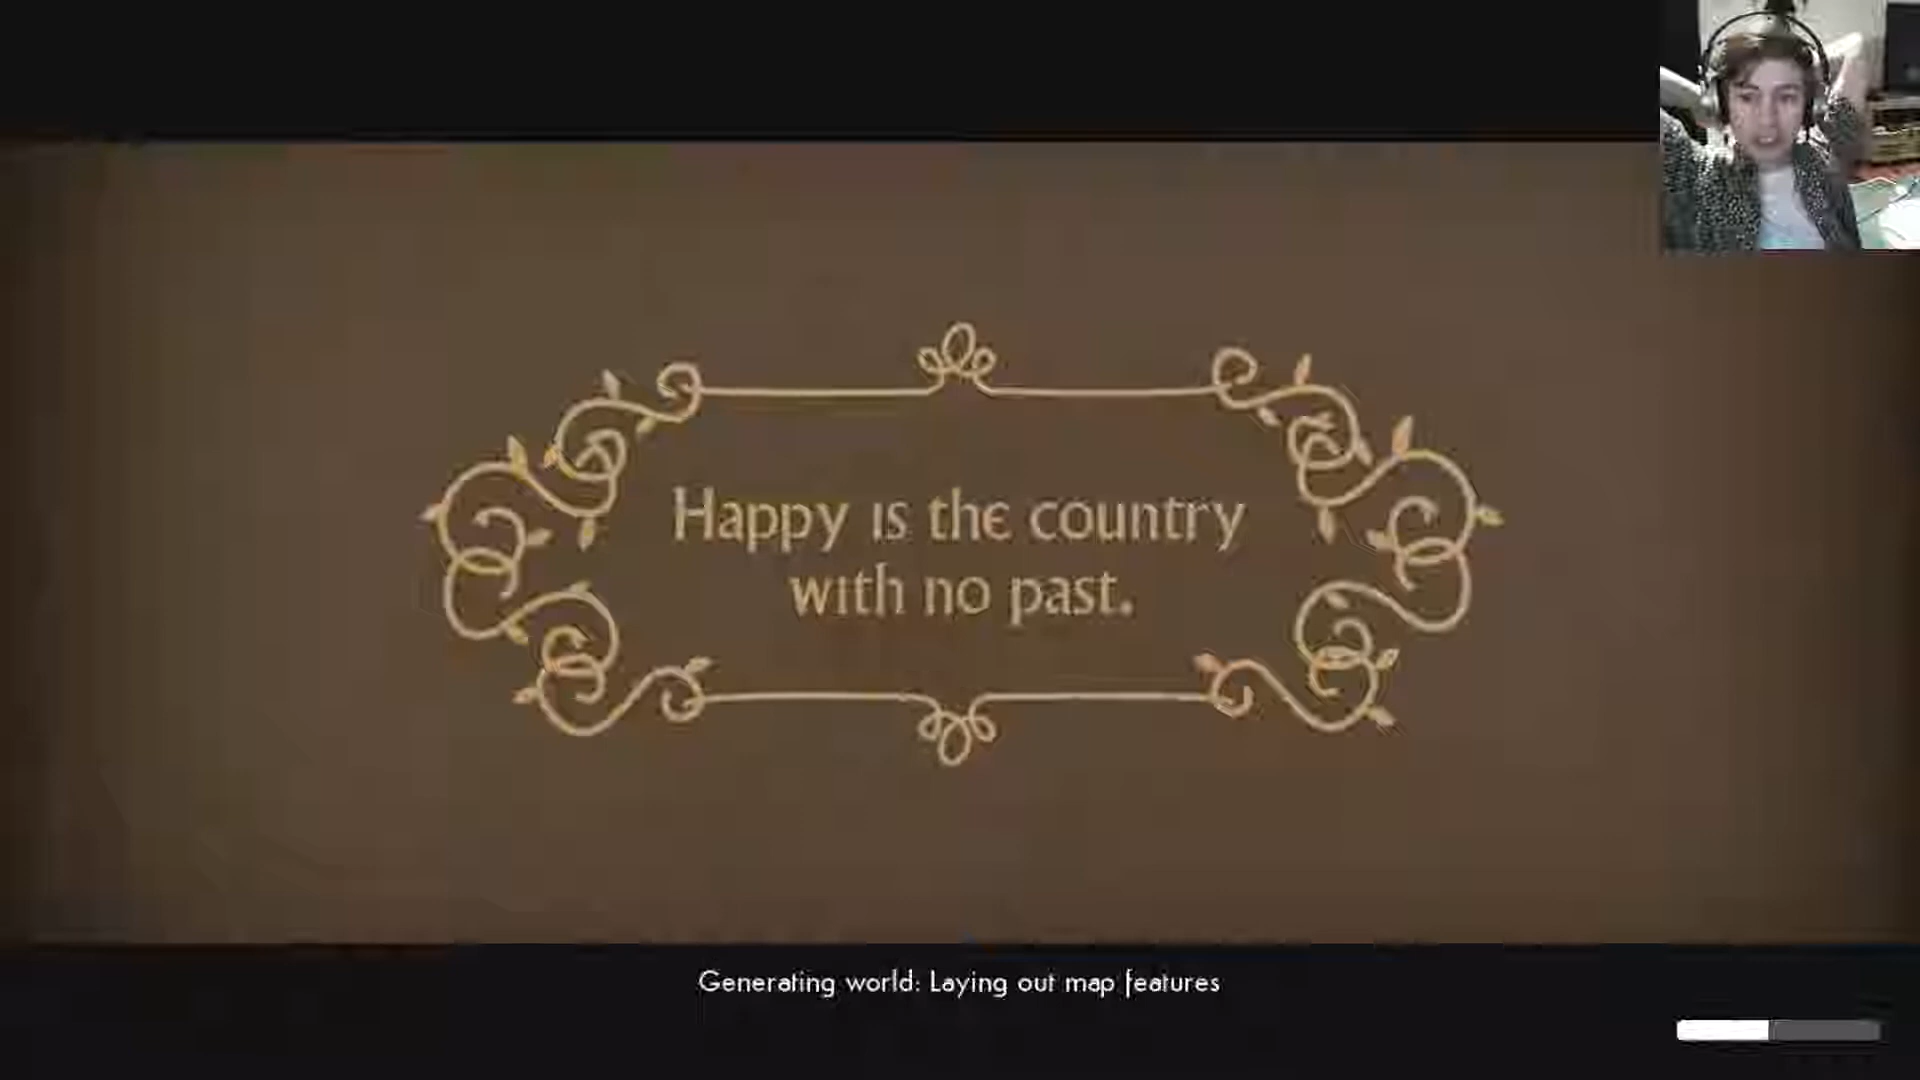 Happy is the country
with no past.
Generating world: Laying out map features